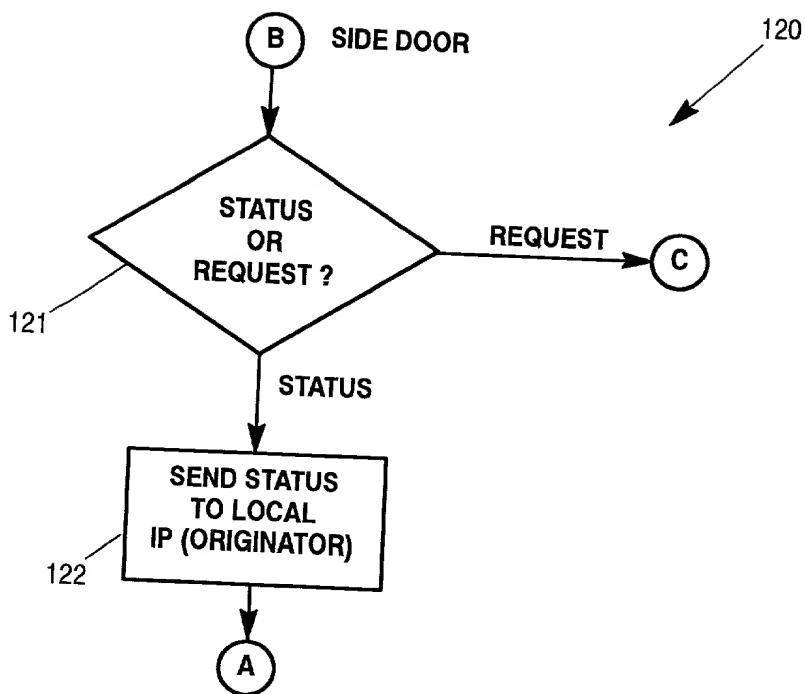 B SIDE DOOR
120
STATUS
OR
REQUEST ?
REQUEST
C
121
STATUS
SEND STATUS
TO LOCAL
IP (ORIGINATOR)
122
A